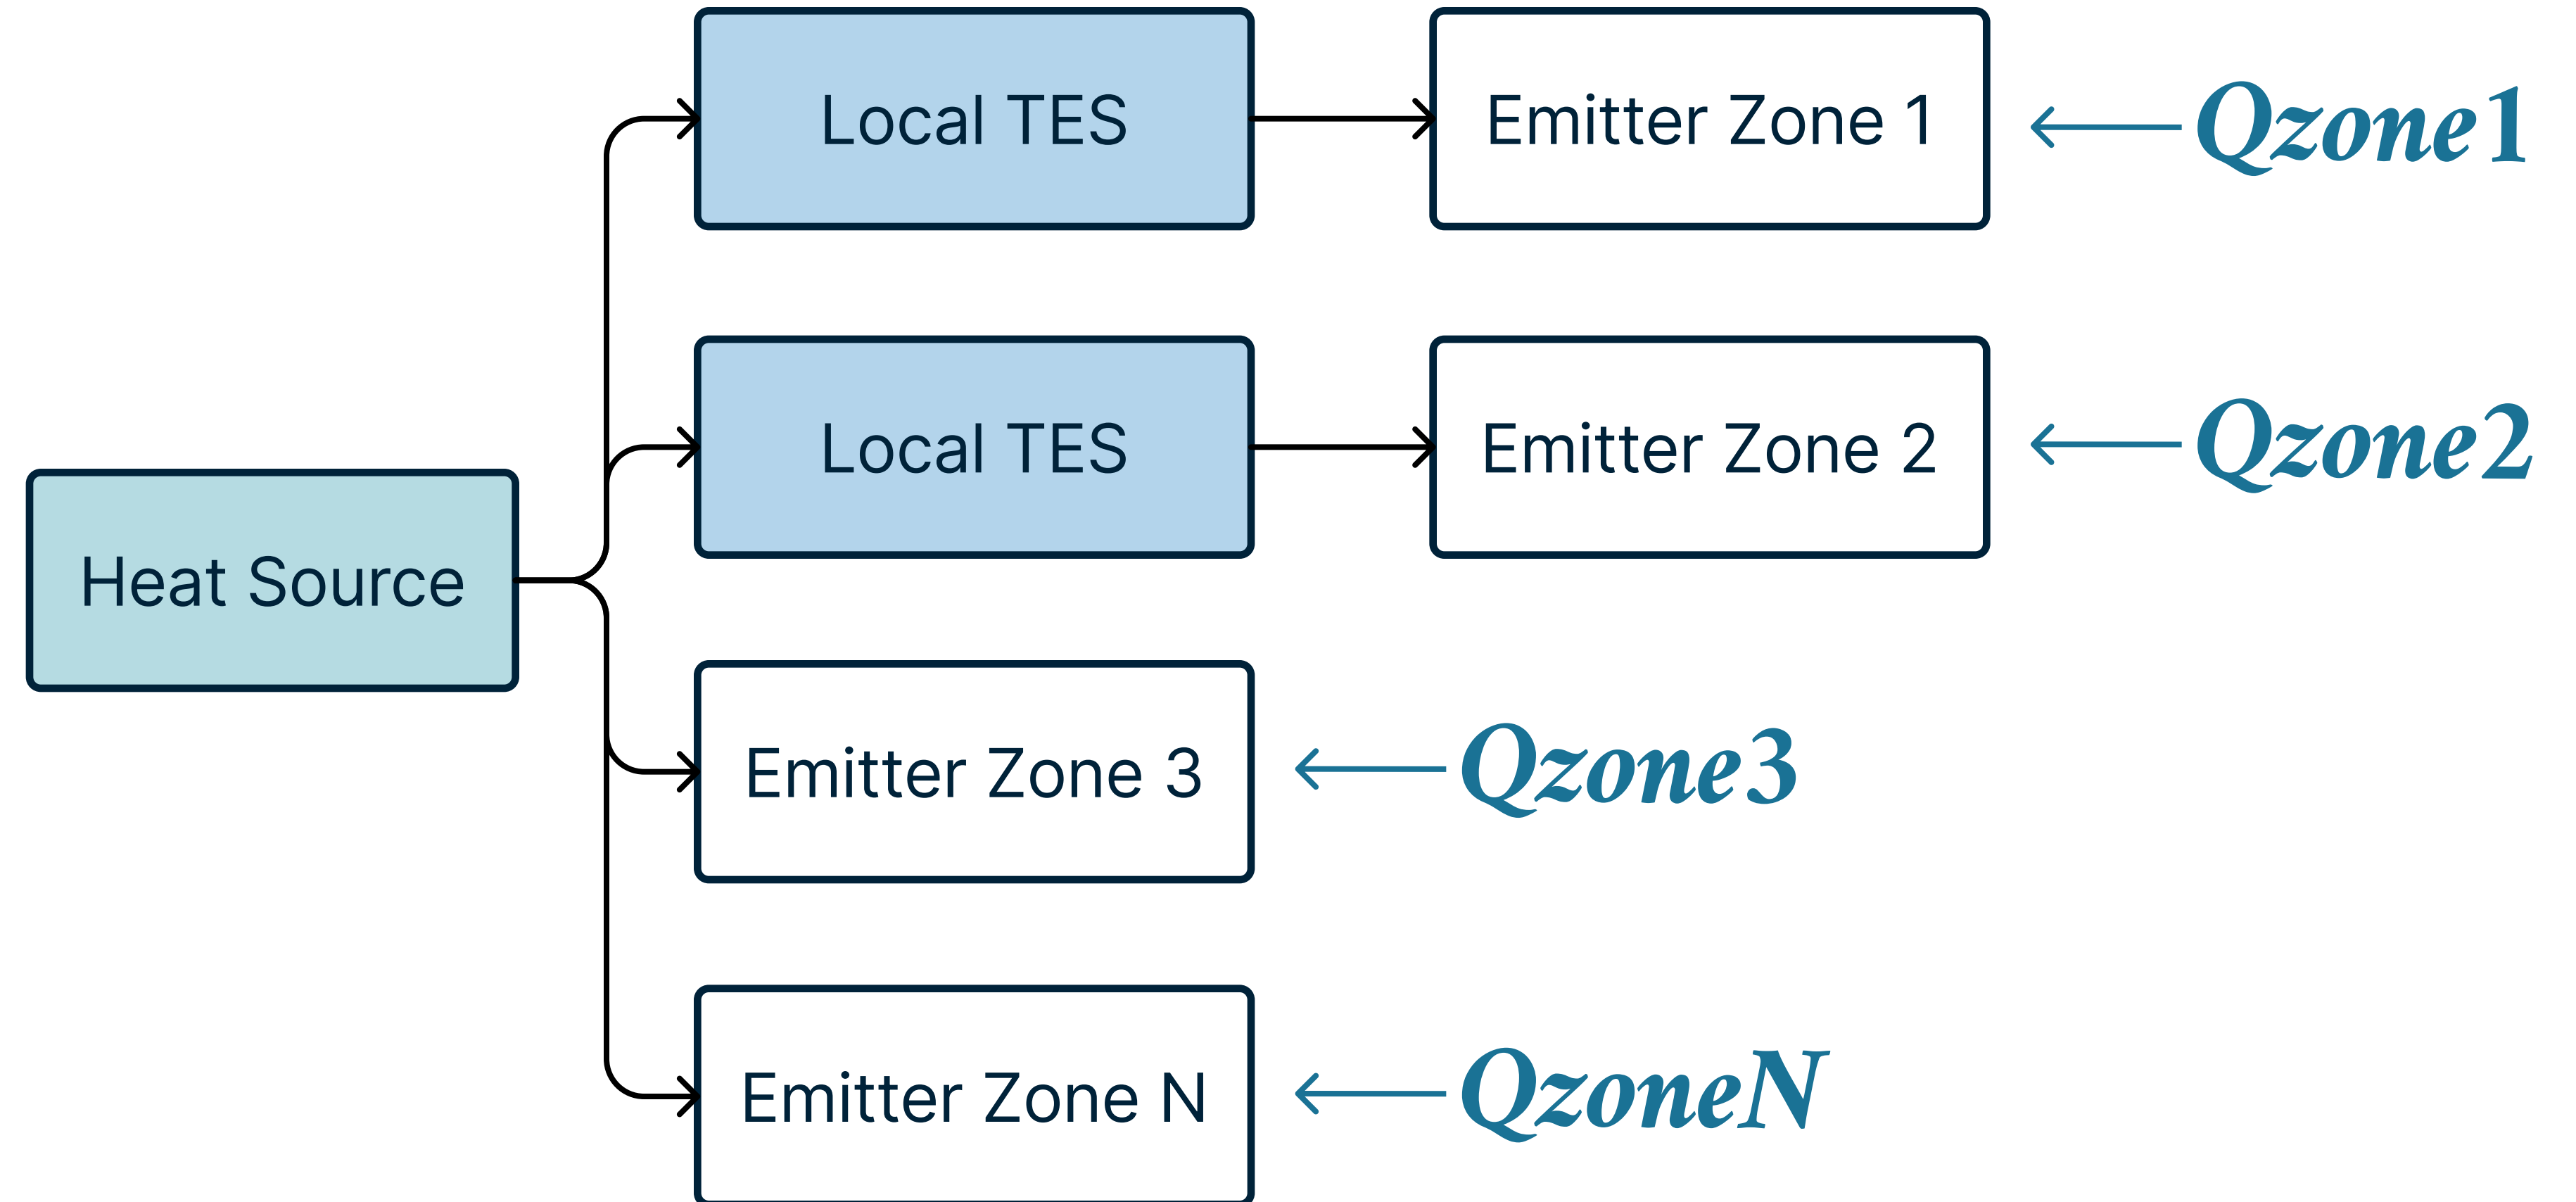 Local TES
Emitter Zone 1
Qzone1
Local TES
Emitter Zone 2
Qzone2
Heat Source
Emitter Zone 3
Qzone3
Emitter Zone N
QzoneN